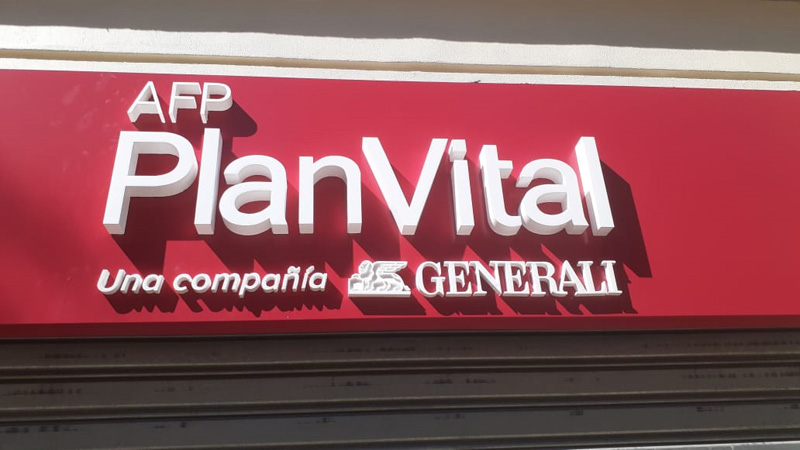 AFP
PlanVital
Una compañía GENERALI